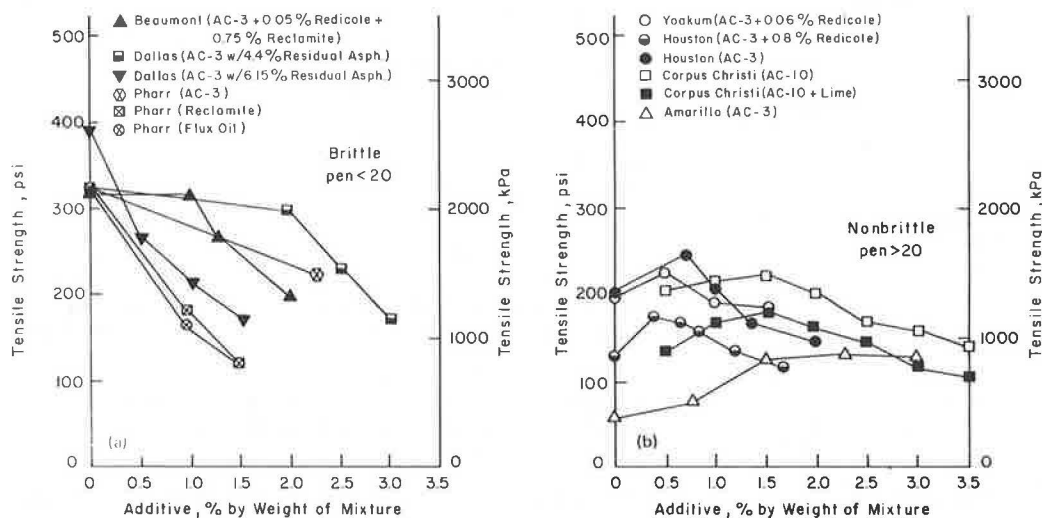 500
400
300
200
100
0
Tensile Strength, psi
Beaumont (AC-3 + 0.05% Redicole +
0.75% Reclamite)
Dallas (AC-3 w/4.4% Residual Asph.)
Dallas (AC-3 w/6.15% Residual Asph.)
Pharr (AC-3)
Pharr (Reclamite)
Pharr (Flux Oil)
Brittle
pen<20
3000
2000
1000
0
Tensile Strength, kPa
(a)
0 0.5 1.0 1.5 2.0 2.5 3.0 3.5
Additive, % by Weight of Mixture
500
400
300
200
100
0
Tensile Strength, psi
Yoakum (AC-3+0.06% Redicole)
Houston (AC-3 + 0.8% Redicole)
Houston (AC-3)
Corpus Christi (AC-10)
Corpus Christi (AC-10 + Lime)
Amarillo (AC-3)
Nonbrittle
pen>20
3000
2000
1000
0
Tensile Strength, kPa
(b)
0 0.5 1.0 1.5 2.0 2.5 3.0 3.5
Additive, % by Weight of Mixture